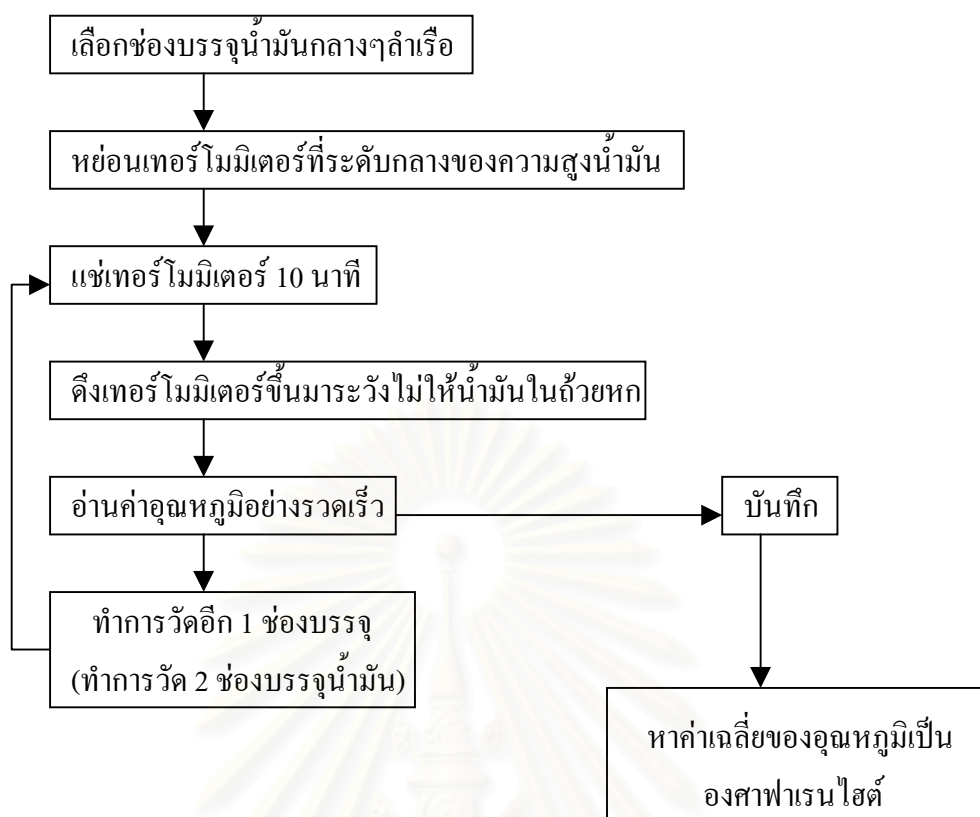 เลือกช่องบรรจุน้ำมันกลางๆลำเรือ
หย่อนเทอร์โมมิเตอร์ที่ระดับกลางของความสูงน้ำมัน
แช่เทอร์โมมิเตอร์ 10 นาที
ดึงเทอร์โมมิเตอร์ขึ้นมาระวังไม่ให้น้ำมันในถ้วยหก
อ่านค่าอุณหภูมิอย่างรวดเร็ว
บันทึก
ทำการวัดอีก 1 ช่องบรรจุ
(ทำการวัด 2 ช่องบรรจุน้ำมัน)
หาค่าเฉลี่ยของอุณหภูมิเป็น
องศาฟาเรนไฮต์